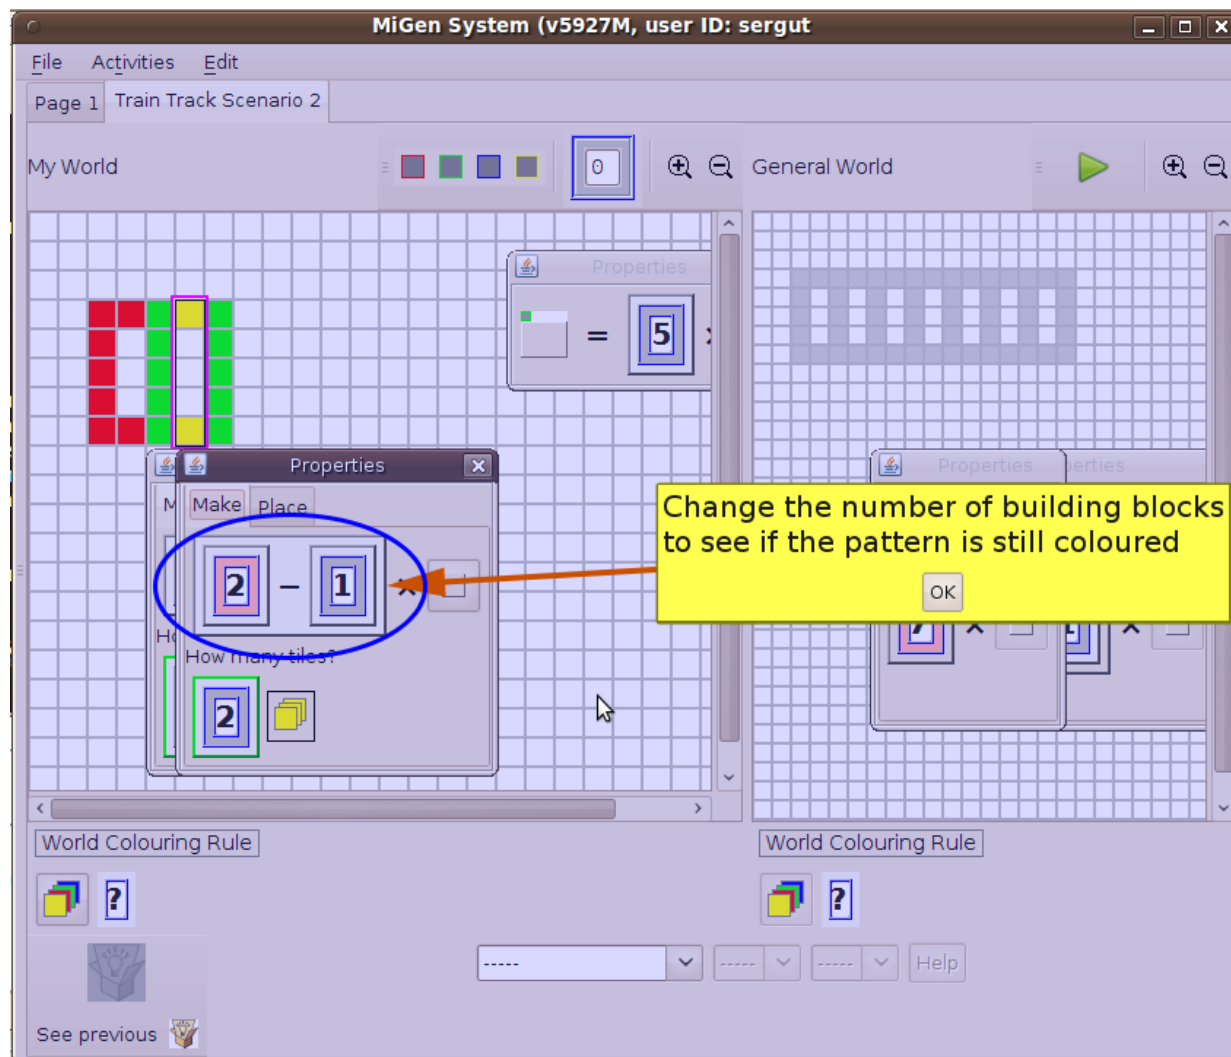 MiGen System (v5927M, user ID: sergut
File Activities Edit
Page 1 Train Track Scenario 2
My World
0
General World
Properties
= 5
Properties
Make Place
2 – 1 ×
How many tiles?
2
Properties
Change the number of building blocks
to see if the pattern is still coloured
OK
7 × 1 ×
World Colouring Rule
?
World Colouring Rule
?
-----
-----
-----
Help
See previous